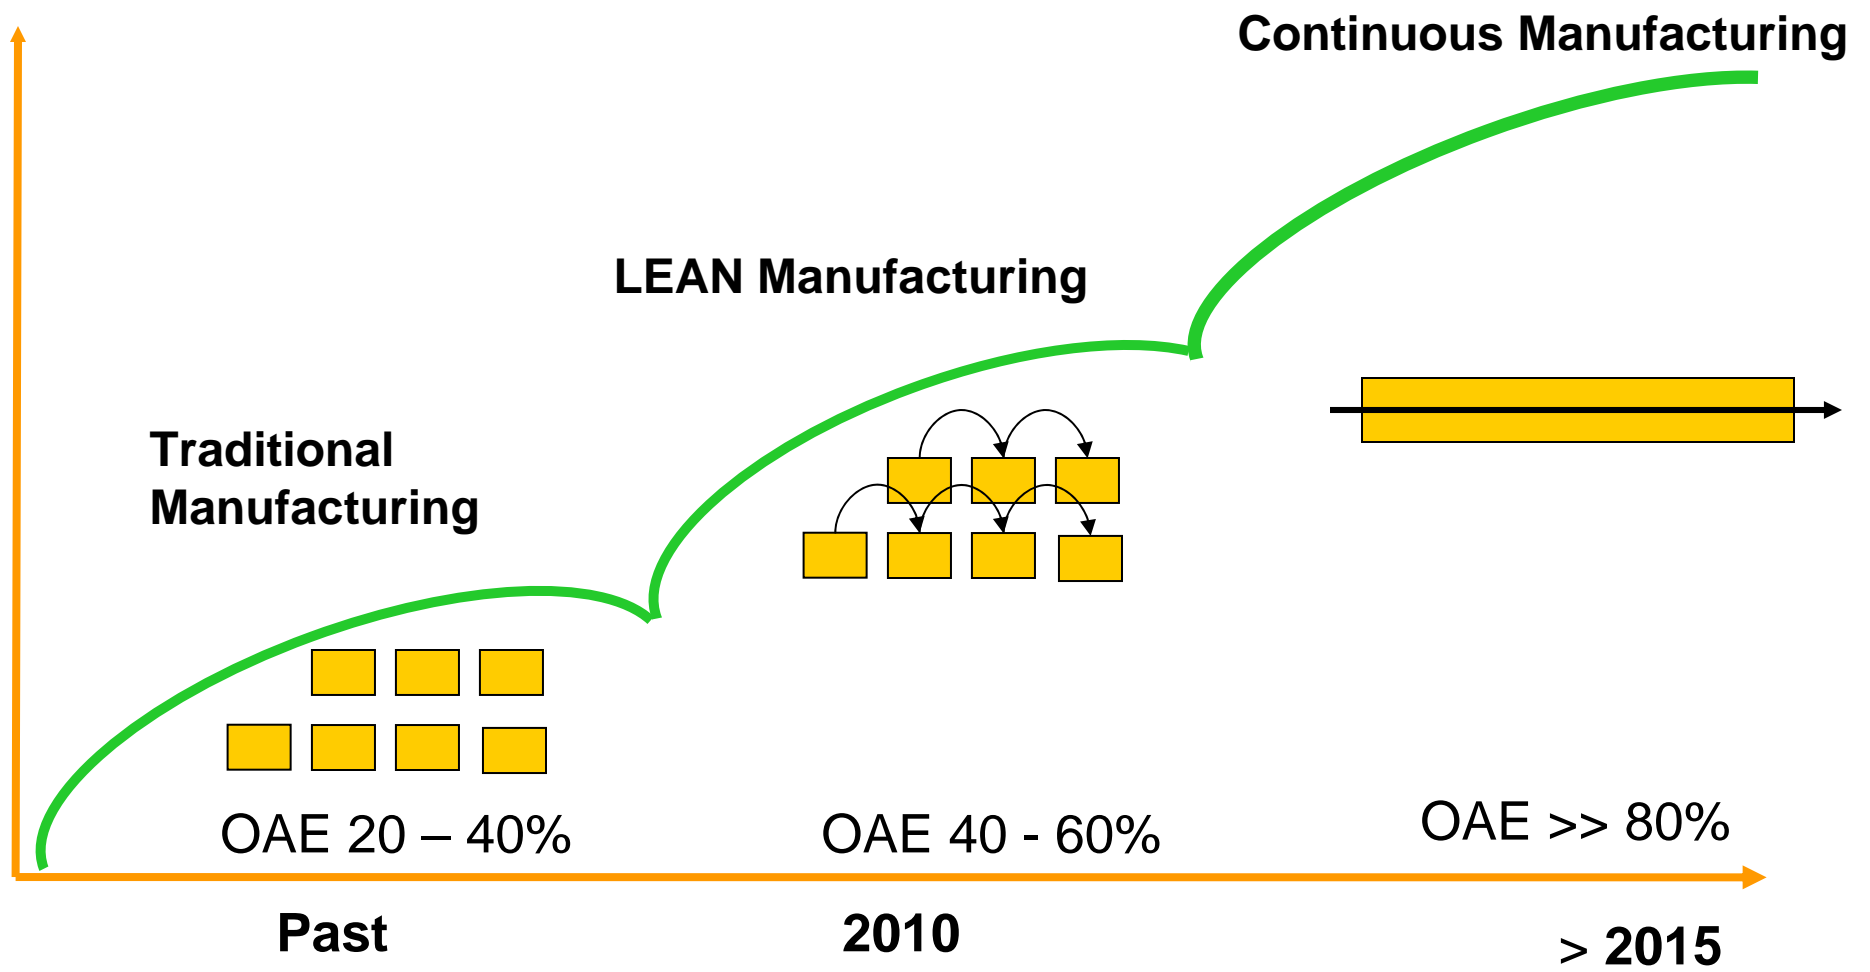 Continuous Manufacturing
LEAN Manufacturing
Traditional
Manufacturing
OAE 20 – 40%
OAE 40 - 60%
OAE >> 80%
Past
2010
> 2015